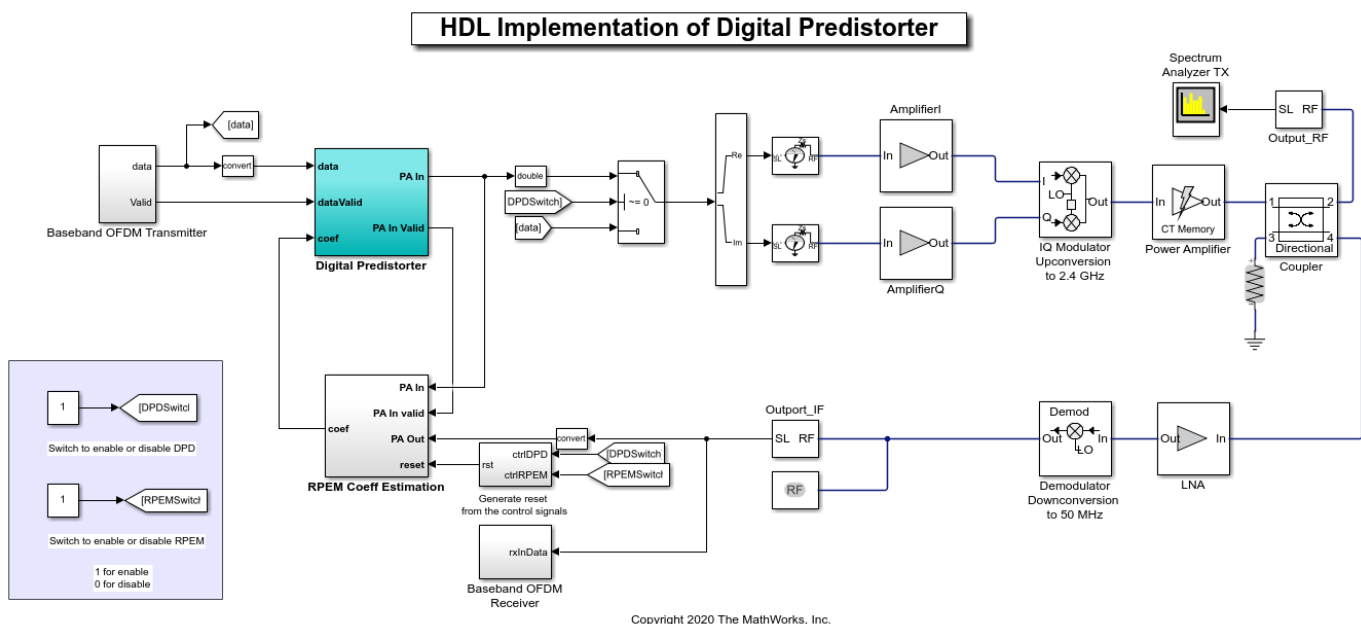 HDL Implementation of Digital Predistorter
Spectrum
Analyzer TX
SL RF
Output_RF
[data]
data
Valid
Baseband OFDM Transmitter
convert
data
dataValid
coef
PA In
PA In Valid
Digital Predistorter
double
DPDSwitch]
[data]
~= 0
Re
Im
SL RF
SL RF
AmplifierI
In Out
In Out
AmplifierQ
I
LO
Q
Out
IQ Modulator
Upconversion
to 2.4 GHz
In Out
CT Memory
Power Amplifier
1 2
3 4
Directional
Coupler
1
[DPDSwitcl
Switch to enable or disable DPD
1
[RPEMSwitcl
Switch to enable or disable RPEM
1 for enable
0 for disable
PA In
PA In valid
coef
PA Out
reset
RPEM Coeff Estimation
convert
rst
ctrlDPD
ctrlRPEM
[DPDSwitch
[RPEMSwitch
Generate reset
from the control signals
rxInData
Baseband OFDM
Receiver
Outport_IF
SL RF
RF
Demod
Out In
LO
Demodulator
Downconversion
to 50 MHz
Out In
LNA
Copyright 2020 The MathWorks, Inc.